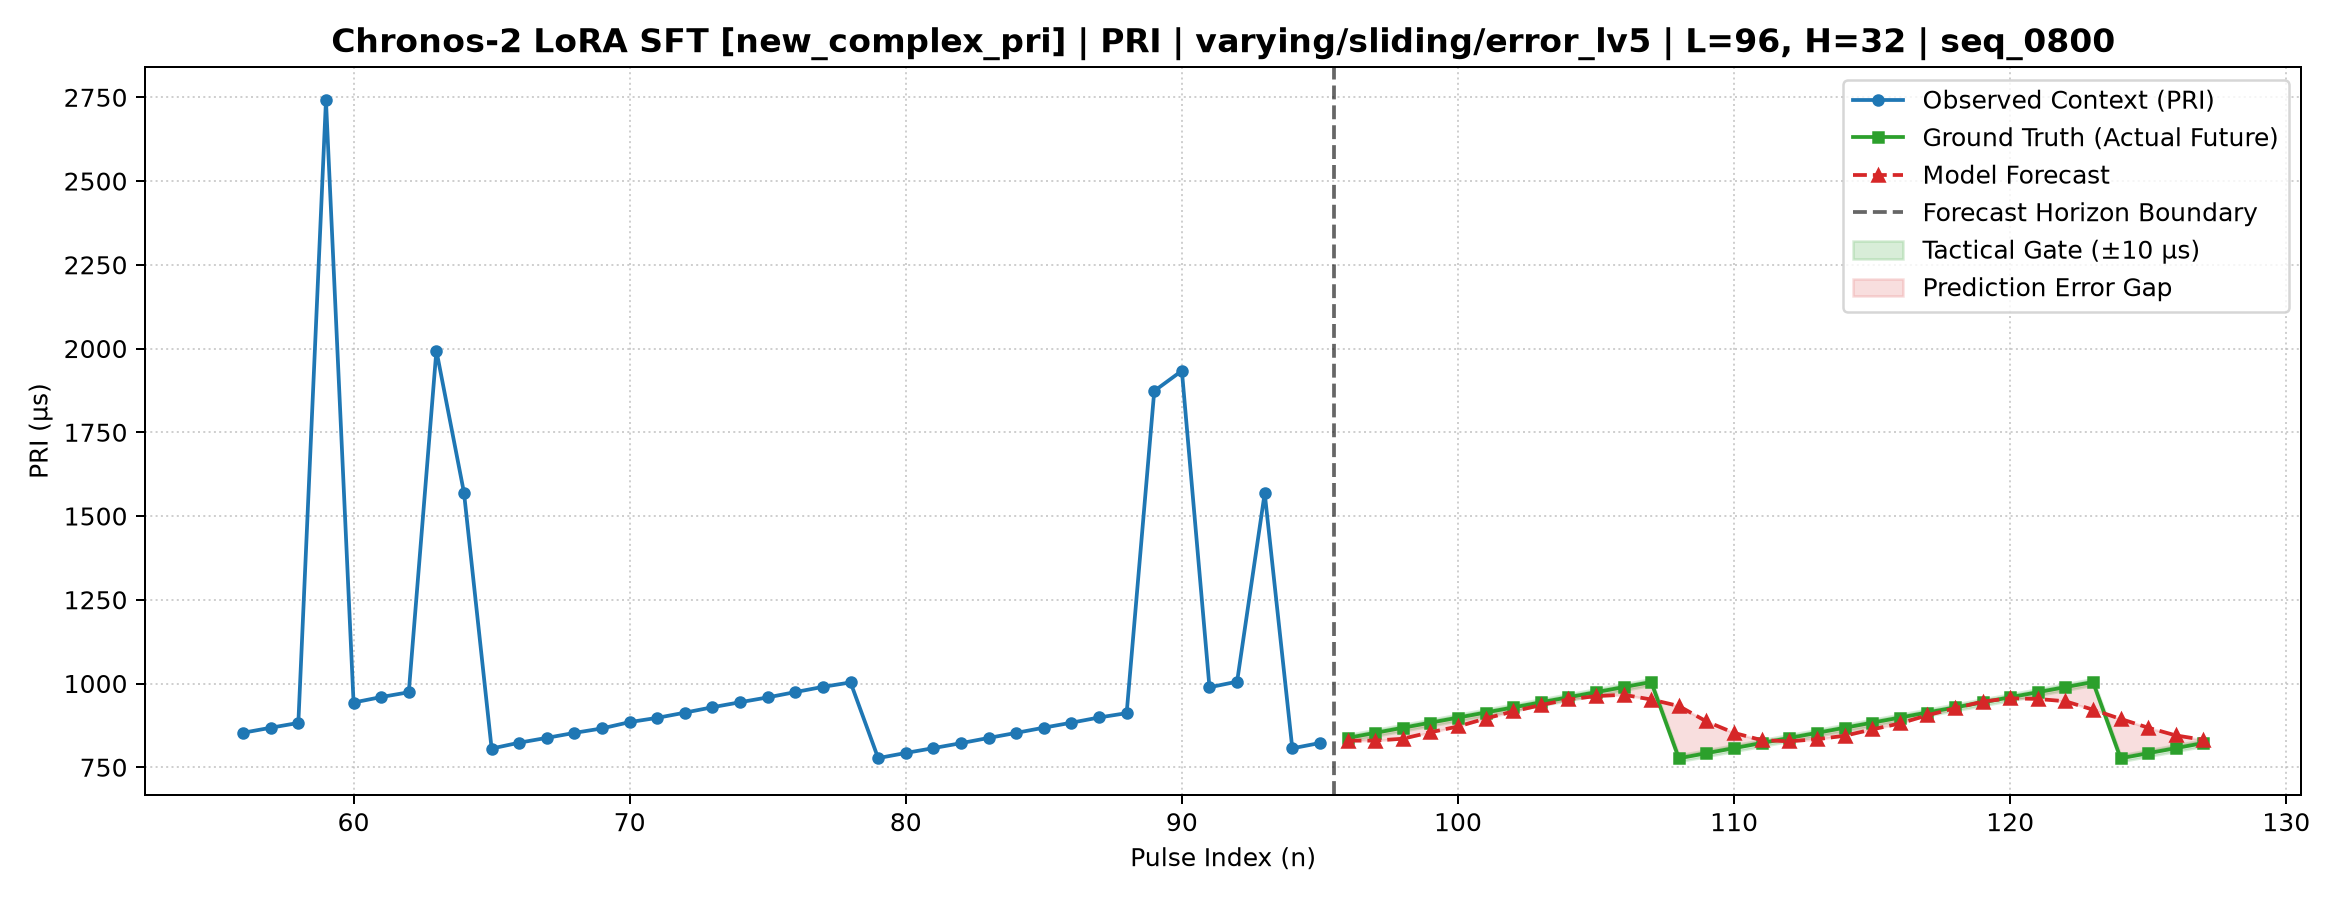 Chronos-2 LoRA SFT [new_complex_pri] | PRI | varying/sliding/error_lv5 | L=96, H=32 | seq_0800
PRI (µs)
2750
2500
2250
2000
1750
1500
1250
1000
750
Observed Context (PRI)
Ground Truth (Actual Future)
Model Forecast
Forecast Horizon Boundary
Tactical Gate (±10 µs)
Prediction Error Gap
60 70 80 90 100 110 120 130
Pulse Index (n)